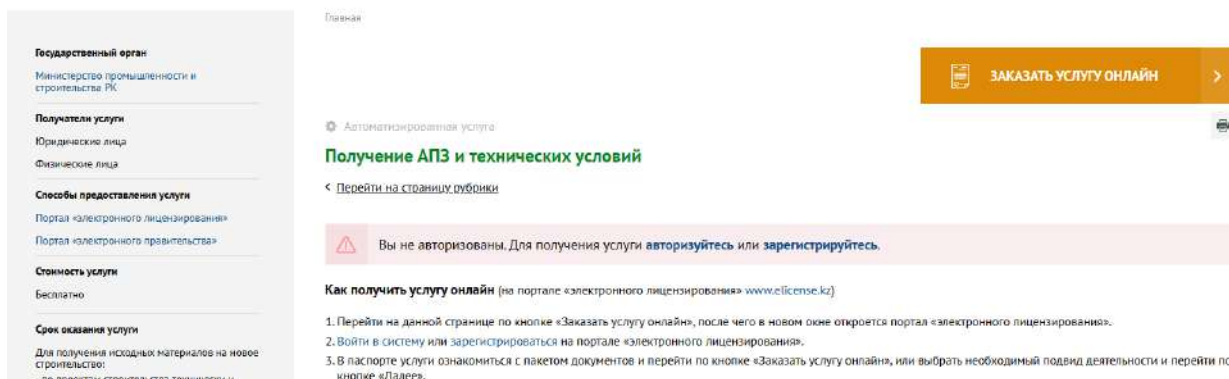 Главная
Государственный орган
Министерство промышленности и
строительства РК
Получатели услуги
Юридические лица
Физические лица
Способы предоставления услуги
Портал «электронного лицензирования»
Портал «электронного правительства»
Стоимость услуги
Бесплатно
Срок оказания услуги
Для получения исходных материалов на новое
строительство:
ЗАКАЗАТЬ УСЛУГУ ОНЛАЙН
Автоматизированная услуга
Получение АПЗ и технических условий
Перейти на страницу рубрики
Вы не авторизованы. Для получения услуги авторизуйтесь или зарегистрируйтесь.
Как получить услугу онлайн (на портале «электронного лицензирования» www.elicense.kz)
1. Перейти на данной странице по кнопке «Заказать услугу онлайн», после чего в новом окне откроется портал «электронного лицензирования».
2. Войти в систему или зарегистрироваться на портале «электронного лицензирования».
3. В паспорте услуги ознакомиться с пакетом документов и перейти по кнопке «Заказать услугу онлайн», или выбрать необходимый подвид деятельности и перейти по
кнопке «Далее».